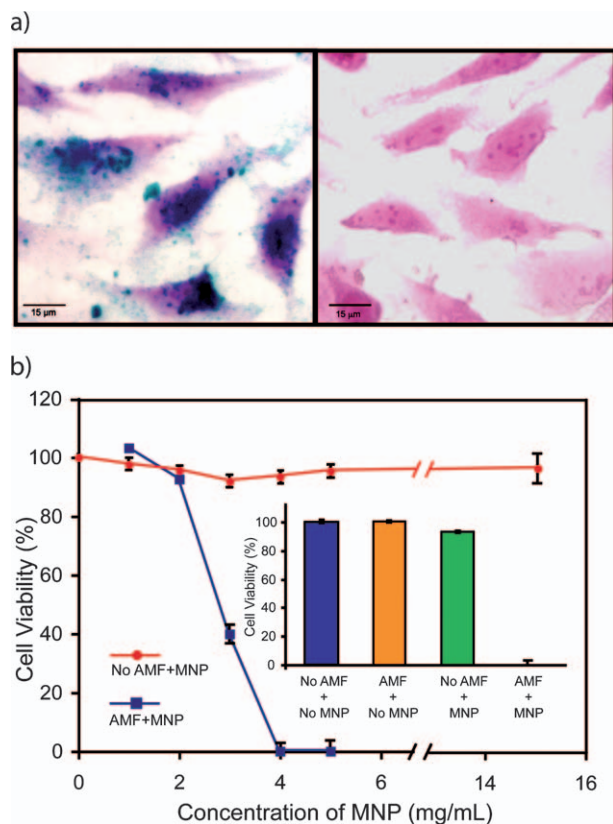 a)
15 µm
15 µm
b)
120
100
80
60
40
20
0
Cell Viability (%)
No AMF+MNP
AMF+MNP
100
80
60
40
20
0
Cell Viability (%)
No AMF + No MNP
AMF + No MNP
No AMF + MNP
AMF + MNP
0 2 4 6 14 16
Concentration of MNP (mg/mL)